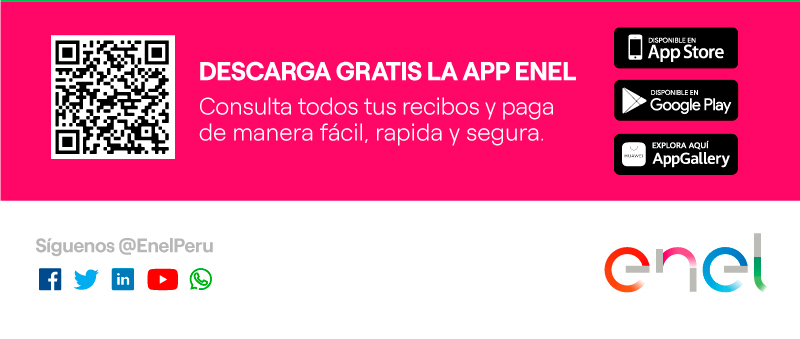 DESCARGA GRATIS LA APP ENEL
Consulta todos tus recibos y paga
de manera fácil, rapida y segura.
DISPONIBLE EN
App Store
DISPONIBLE EN
Google Play
EXPLORA AQUÍ
AppGallery
HUAWEI
Síguenos @EnelPeru
f
in
enel